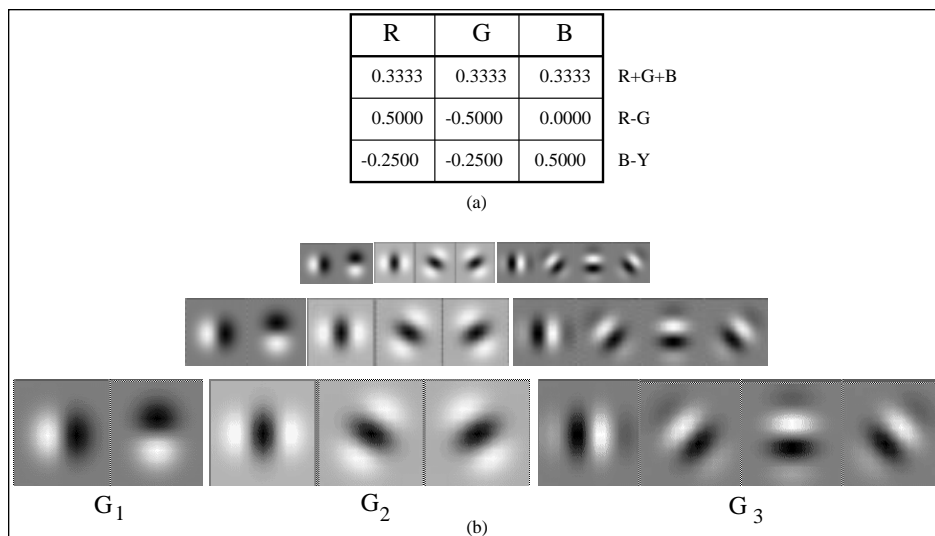 R G B
0.3333 0.3333 0.3333 R+G+B
0.5000 -0.5000 0.0000 R-G
-0.2500 -0.2500 0.5000 B-Y
(a)
G1 G2 G3
(b)